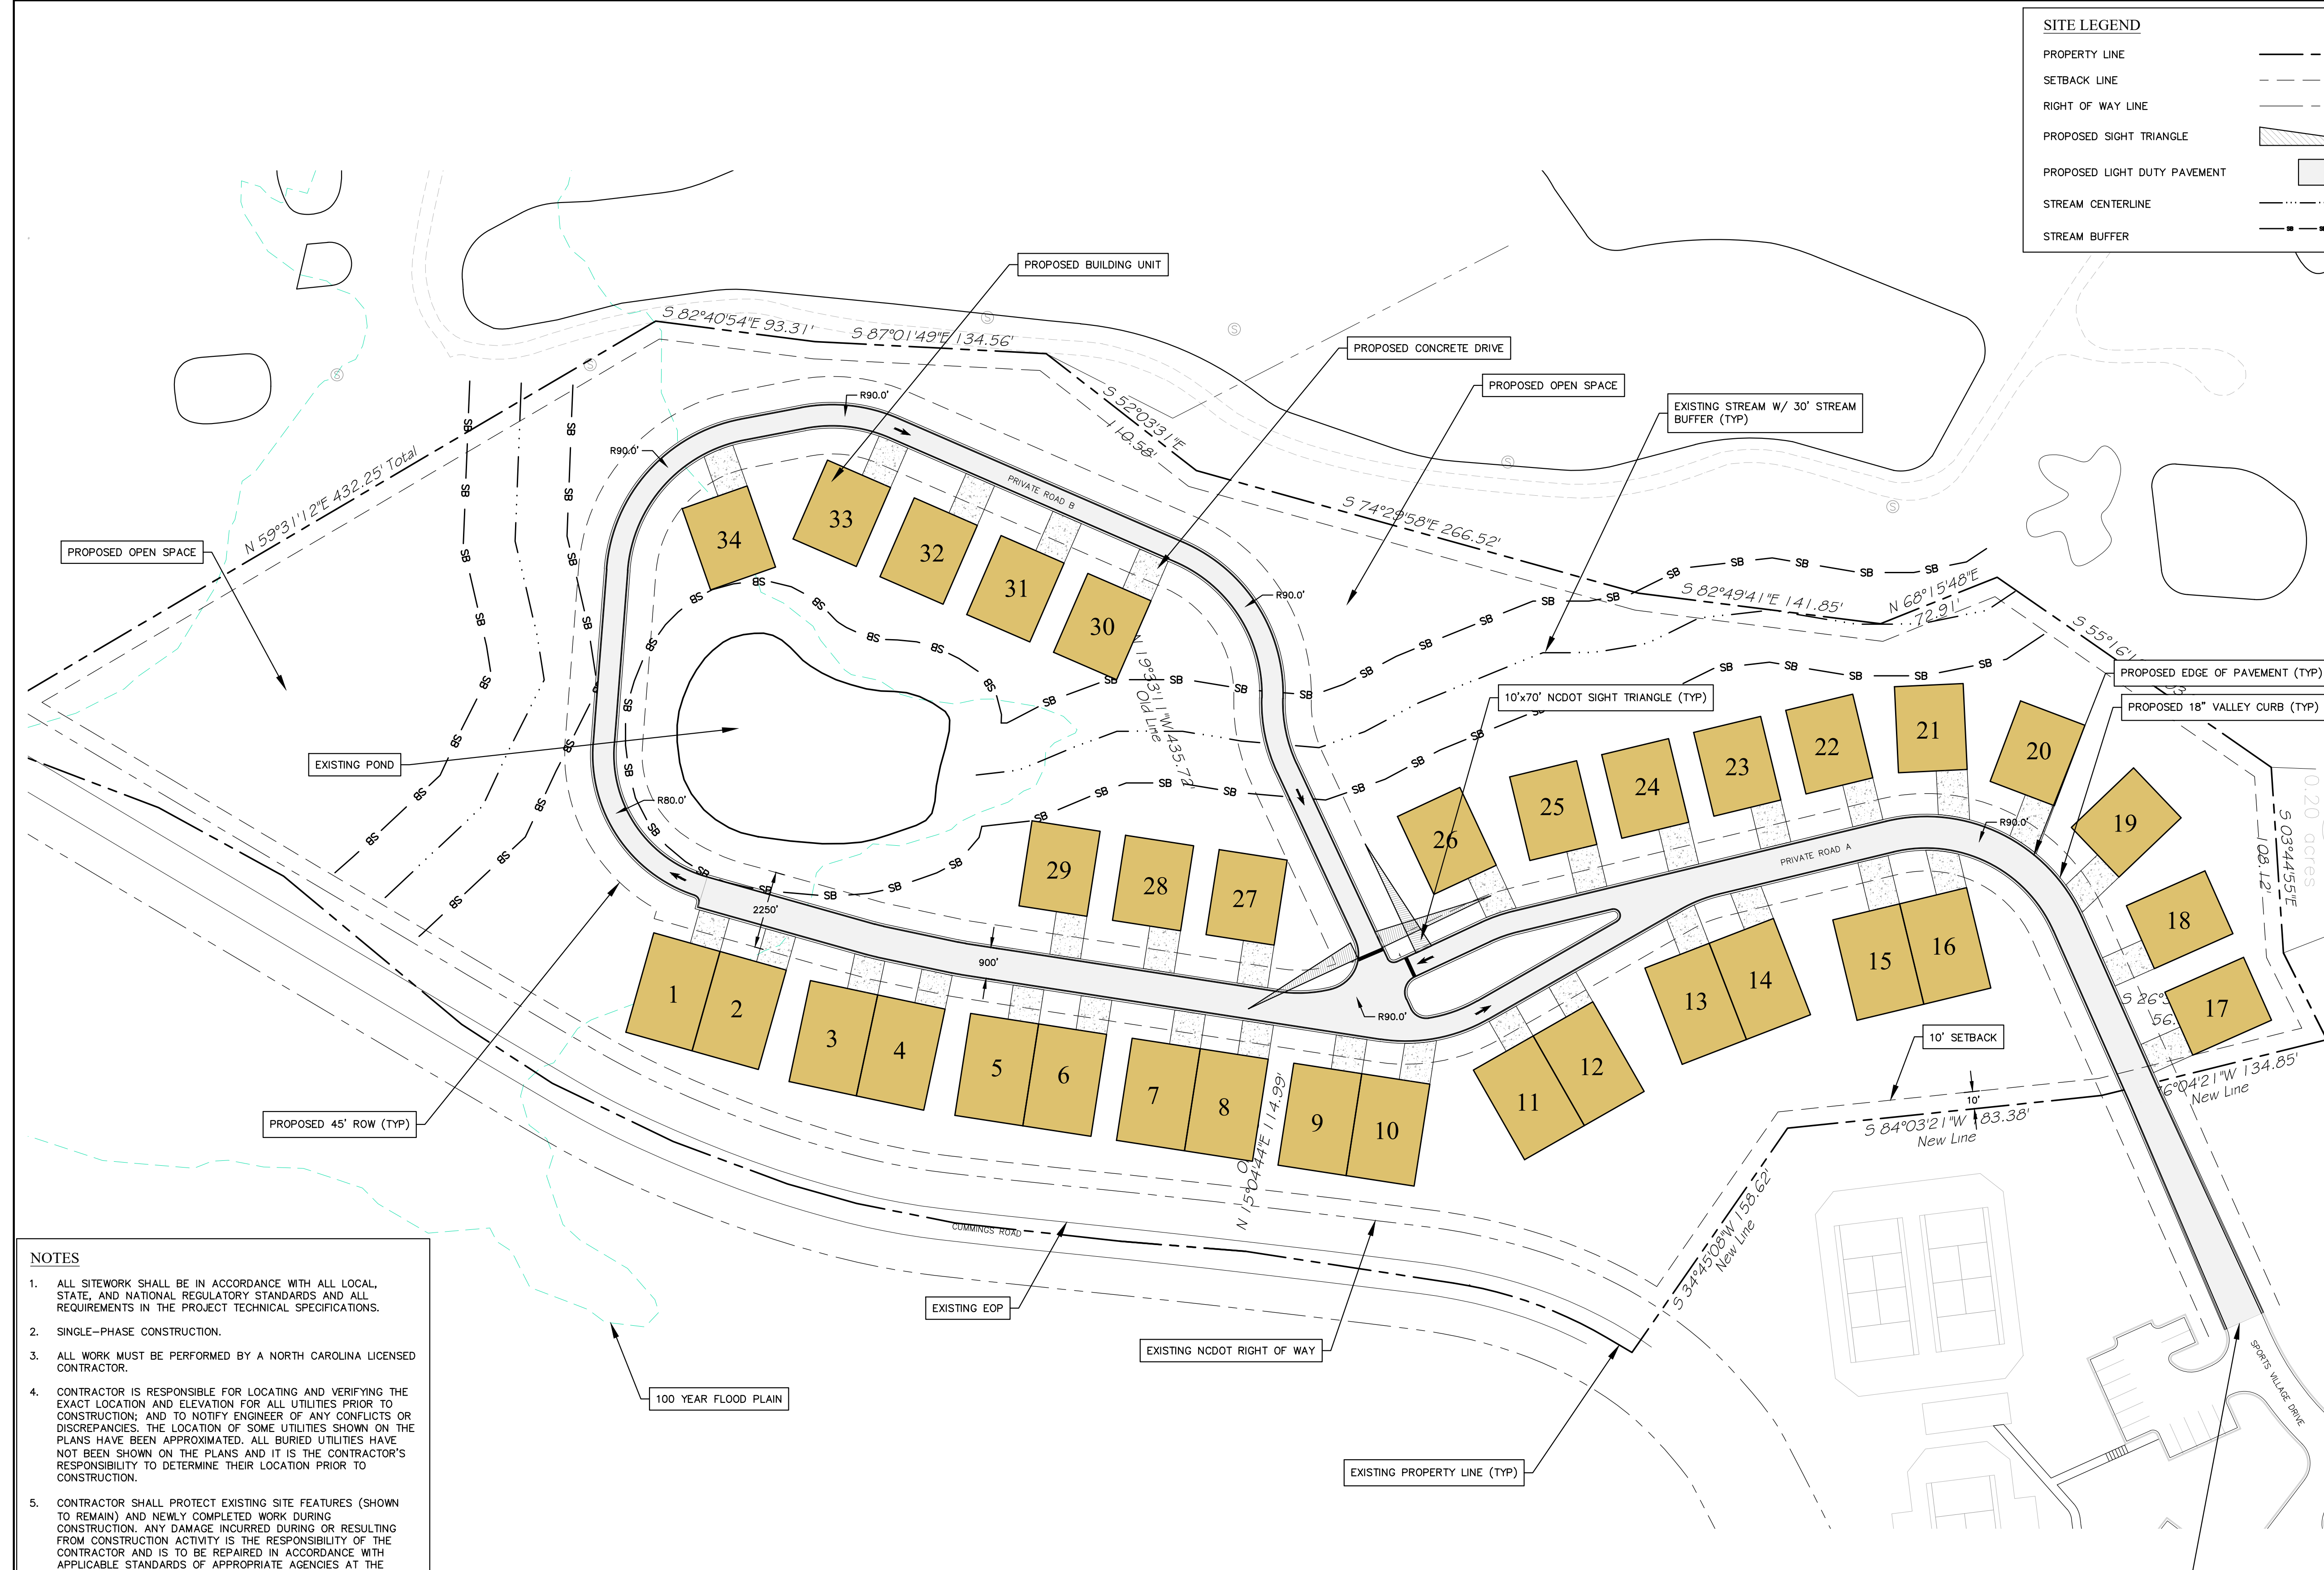 SITE LEGEND
PROPERTY LINE
SETBACK LINE
RIGHT OF WAY LINE
PROPOSED SIGHT TRIANGLE
PROPOSED LIGHT DUTY PAVEMENT
STREAM CENTERLINE
STREAM BUFFER
PROPOSED BUILDING UNIT
PROPOSED CONCRETE DRIVE
PROPOSED OPEN SPACE
EXISTING STREAM W/ 30' STREAM
BUFFER (TYP)
S 82°40'54"E 93.31'
S 87°01'49"E 134.56'
S 52°03'31"E
110.58'
N 59°31'12"E 432.25' Total
S 74°29'58"E 266.52'
S 82°49'41"E 141.85'
N 68°15'48"E
72.91'
S 55°16'1
PROPOSED OPEN SPACE
R90.0'
R90.0'
PRIVATE ROAD B
R90.0'
34
33
32
31
30
N 19°33'11"W 435.72'
Old Line
10'x70' NCDOT SIGHT TRIANGLE (TYP)
PROPOSED EDGE OF PAVEMENT (TYP)
PROPOSED 18" VALLEY CURB (TYP)
EXISTING POND
R80.0'
2250'
900'
29
28
27
26
25
24
23
22
21
20
19
18
17
PRIVATE ROAD A
R90.0'
R90.0'
0.20 acres
S 03°44'55"E
108.12'
S 26°
56.
1
2
3
4
5
6
7
8
9
10
11
12
13
14
15
16
10' SETBACK
10'
6°04'21"W 134.85'
New Line
S 84°03'21"W 183.38'
New Line
S 34°45'08"W 158.62'
New Line
N 15°04'44"E 114.99'
PROPOSED 45' ROW (TYP)
CUMMINGS ROAD
EXISTING EOP
EXISTING NCDOT RIGHT OF WAY
100 YEAR FLOOD PLAIN
EXISTING PROPERTY LINE (TYP)
SPORTS VILLAGE DRIVE
SB
NOTES
1. ALL SITEWORK SHALL BE IN ACCORDANCE WITH ALL LOCAL,
STATE, AND NATIONAL REGULATORY STANDARDS AND ALL
REQUIREMENTS IN THE PROJECT TECHNICAL SPECIFICATIONS.
2. SINGLE-PHASE CONSTRUCTION.
3. ALL WORK MUST BE PERFORMED BY A NORTH CAROLINA LICENSED
CONTRACTOR.
4. CONTRACTOR IS RESPONSIBLE FOR LOCATING AND VERIFYING THE
EXACT LOCATION AND ELEVATION FOR ALL UTILITIES PRIOR TO
CONSTRUCTION; AND TO NOTIFY ENGINEER OF ANY CONFLICTS OR
DISCREPANCIES. THE LOCATION OF SOME UTILITIES SHOWN ON THE
PLANS HAVE BEEN APPROXIMATED. ALL BURIED UTILITIES HAVE
NOT BEEN SHOWN ON THE PLANS AND IT IS THE CONTRACTOR'S
RESPONSIBILITY TO DETERMINE THEIR LOCATION PRIOR TO
CONSTRUCTION.
5. CONTRACTOR SHALL PROTECT EXISTING SITE FEATURES (SHOWN
TO REMAIN) AND NEWLY COMPLETED WORK DURING
CONSTRUCTION. ANY DAMAGE INCURRED DURING OR RESULTING
FROM CONSTRUCTION ACTIVITY IS THE RESPONSIBILITY OF THE
CONTRACTOR AND IS TO BE REPAIRED IN ACCORDANCE WITH
APPLICABLE STANDARDS OF APPROPRIATE AGENCIES AT THE